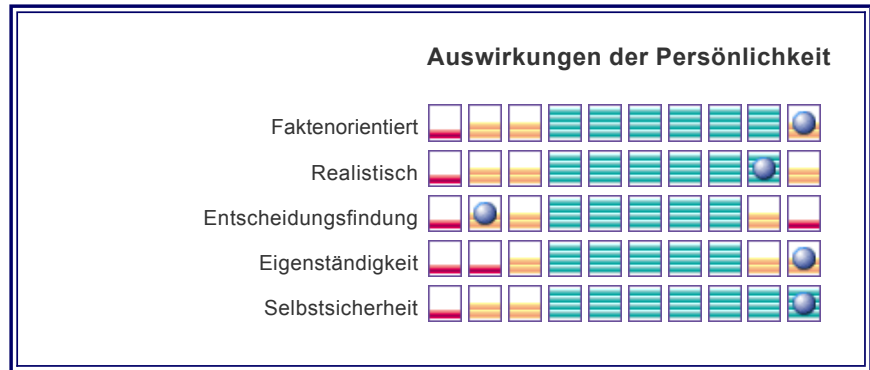 Auswirkungen der Persönlichkeit
Faktenorientiert
Realistisch
Entscheidungsfindung
Eigenständigkeit
Selbstsicherheit